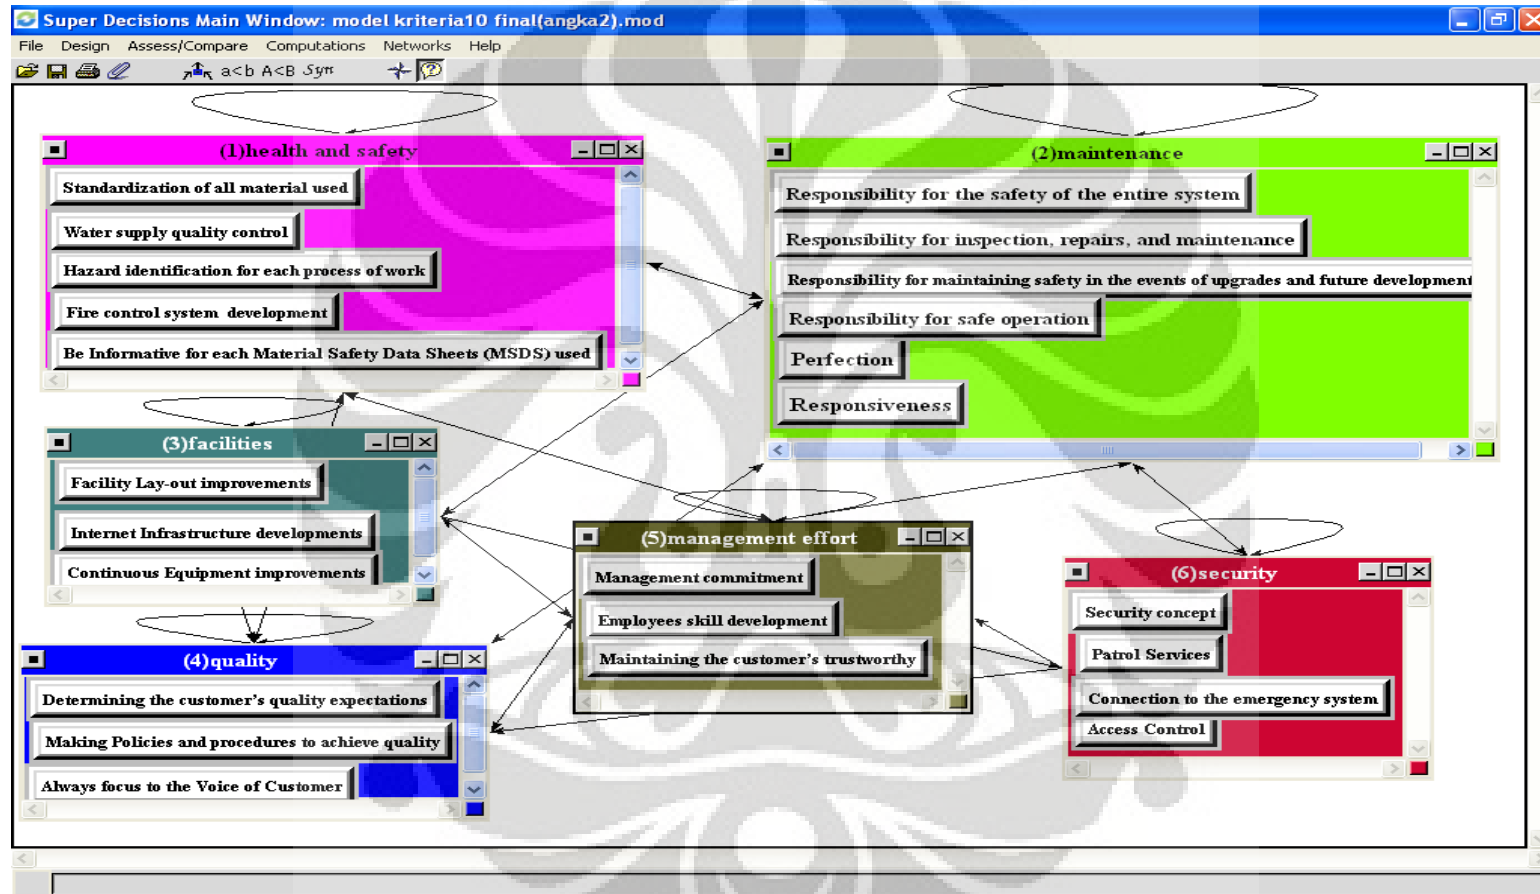 Super Decisions Main Window: model kriteria10 final(angka2).mod
File Design Assess/Compare Computations Networks Help
a<b A<B Syn
(1)health and safety
Standardization of all material used
Water supply quality control
Hazard identification for each process of work
Fire control system development
Be Informative for each Material Safety Data Sheets (MSDS) used
(2)maintenance
Responsibility for the safety of the entire system
Responsibility for inspection, repairs, and maintenance
Responsibility for maintaining safety in the events of upgrades and future development
Responsibility for safe operation
Perfection
Responsiveness
(3)facilities
Facility Lay-out improvements
Internet Infrastructure developments
Continuous Equipment improvements
(4)quality
Determining the customer's quality expectations
Making Policies and procedures to achieve quality
Always focus to the Voice of Customer
(5)management effort
Management commitment
Employees skill development
Maintaining the customer's trustworthy
(6)security
Security concept
Patrol Services
Connection to the emergency system
Access Control